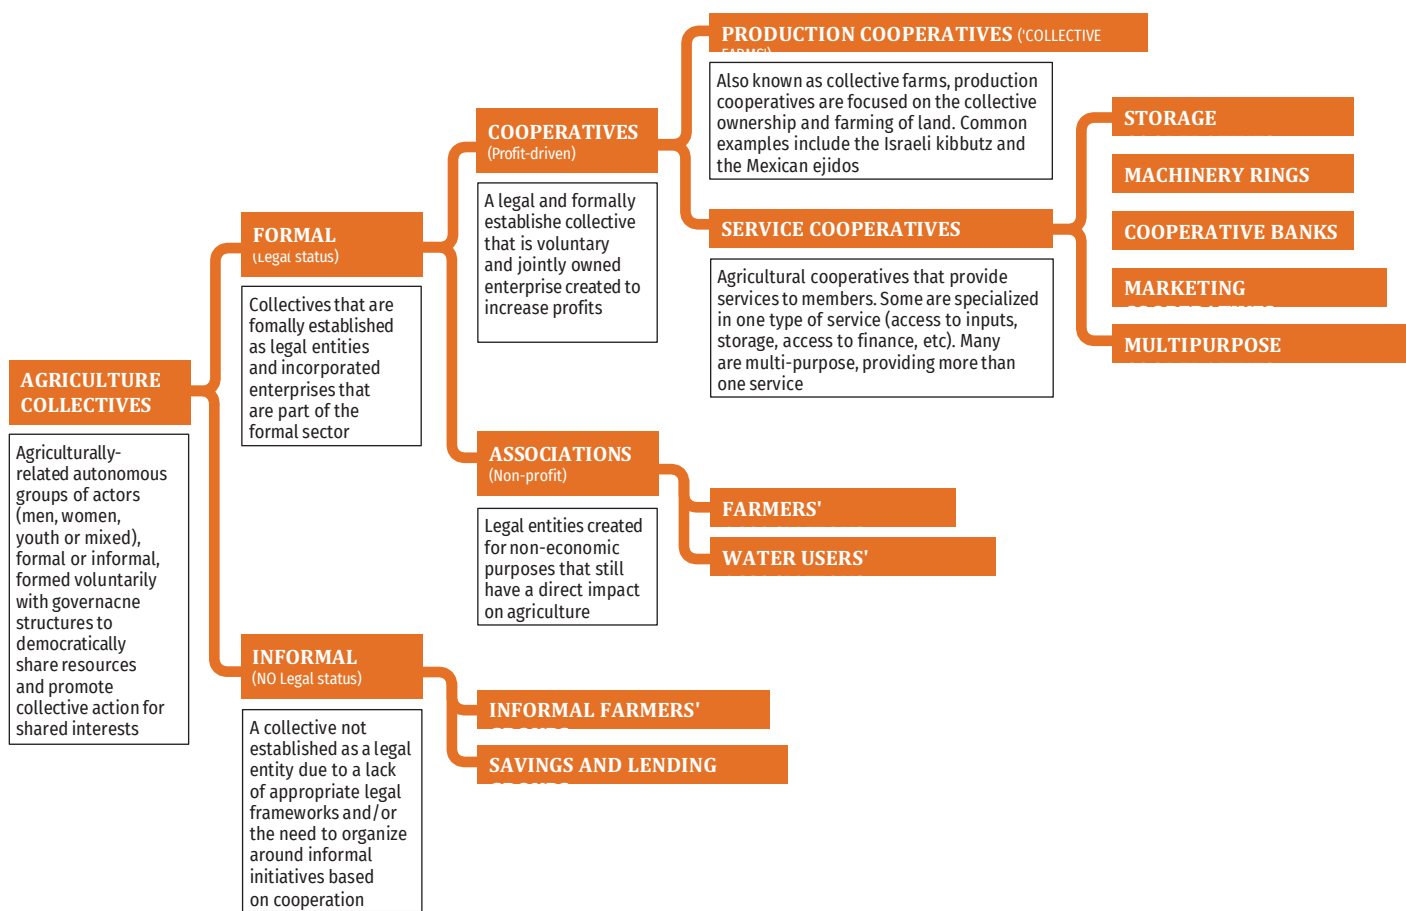 AGRICULTURE
COLLECTIVES
Agriculturally-
related autonomous
groups of actors
(men, women,
youth or mixed),
formal or informal,
formed voluntarily
with governacne
structures to
democratically
share resources
and promote
collective action for
shared interests
FORMAL
(Legal status)
Collectives that are
fomally established
as legal entities
and incorporated
enterprises that
are part of the
formal sector
COOPERATIVES
(Profit-driven)
A legal and formally
establishe collective
that is voluntary
and jointly owned
enterprise created to
increase profits
PRODUCTION COOPERATIVES ('COLLECTIVE
FARMS')
Also known as collective farms, production
cooperatives are focused on the collective
ownership and farming of land. Common
examples include the Israeli kibbutz and
the Mexican ejidos
SERVICE COOPERATIVES
Agricultural cooperatives that provide
services to members. Some are specialized
in one type of service (access to inputs,
storage, access to finance, etc). Many
are multi-purpose, providing more than
one service
STORAGE
MACHINERY RINGS
COOPERATIVE BANKS
MARKETING
MULTIPURPOSE
ASSOCIATIONS
(Non-profit)
Legal entities created
for non-economic
purposes that still
have a direct impact
on agriculture
FARMERS'
WATER USERS'
INFORMAL
(NO Legal status)
A collective not
established as a legal
entity due to a lack
of appropriate legal
frameworks and/or
the need to organize
around informal
initiatives based
on cooperation
INFORMAL FARMERS'
SAVINGS AND LENDING